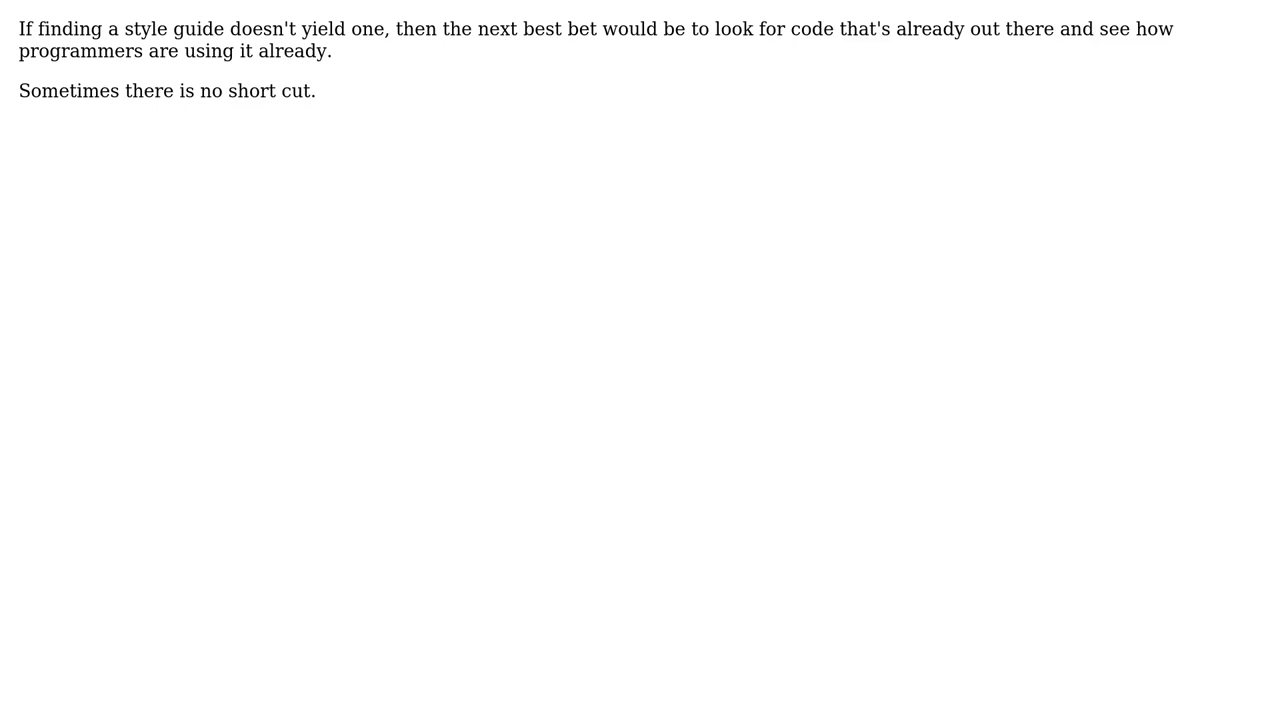 If finding a style guide doesn't yield one, then the next best bet would be to look for code that's already out there and see how
programmers are using it already.
Sometimes there is no short cut.